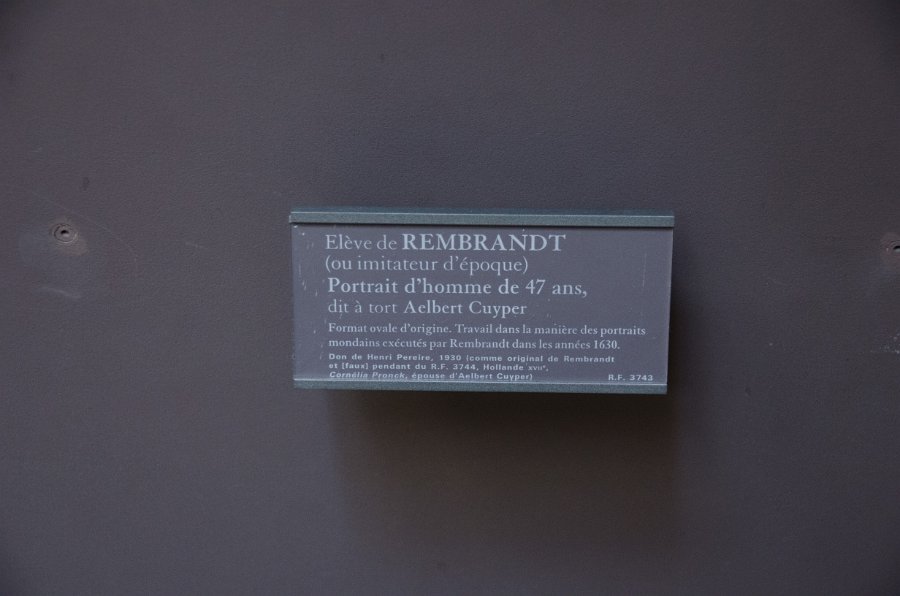 Elève de REMBRANDT
(ou imitateur d'époque)
Portrait d'homme de 47 ans,
dit à tort Aelbert Cuyper
Format ovale d'origine. Travail dans la manière des portraits
mondains exécutés par Rembrandt dans les années 1630.
Don de Henri Pereire, 1930 (comme original de Rembrandt
et [faux] pendant du R.F. 3744, Hollande XVIIe,
Cornélia Pronck, épouse d'Aelbert Cuyper)
R.F. 3743